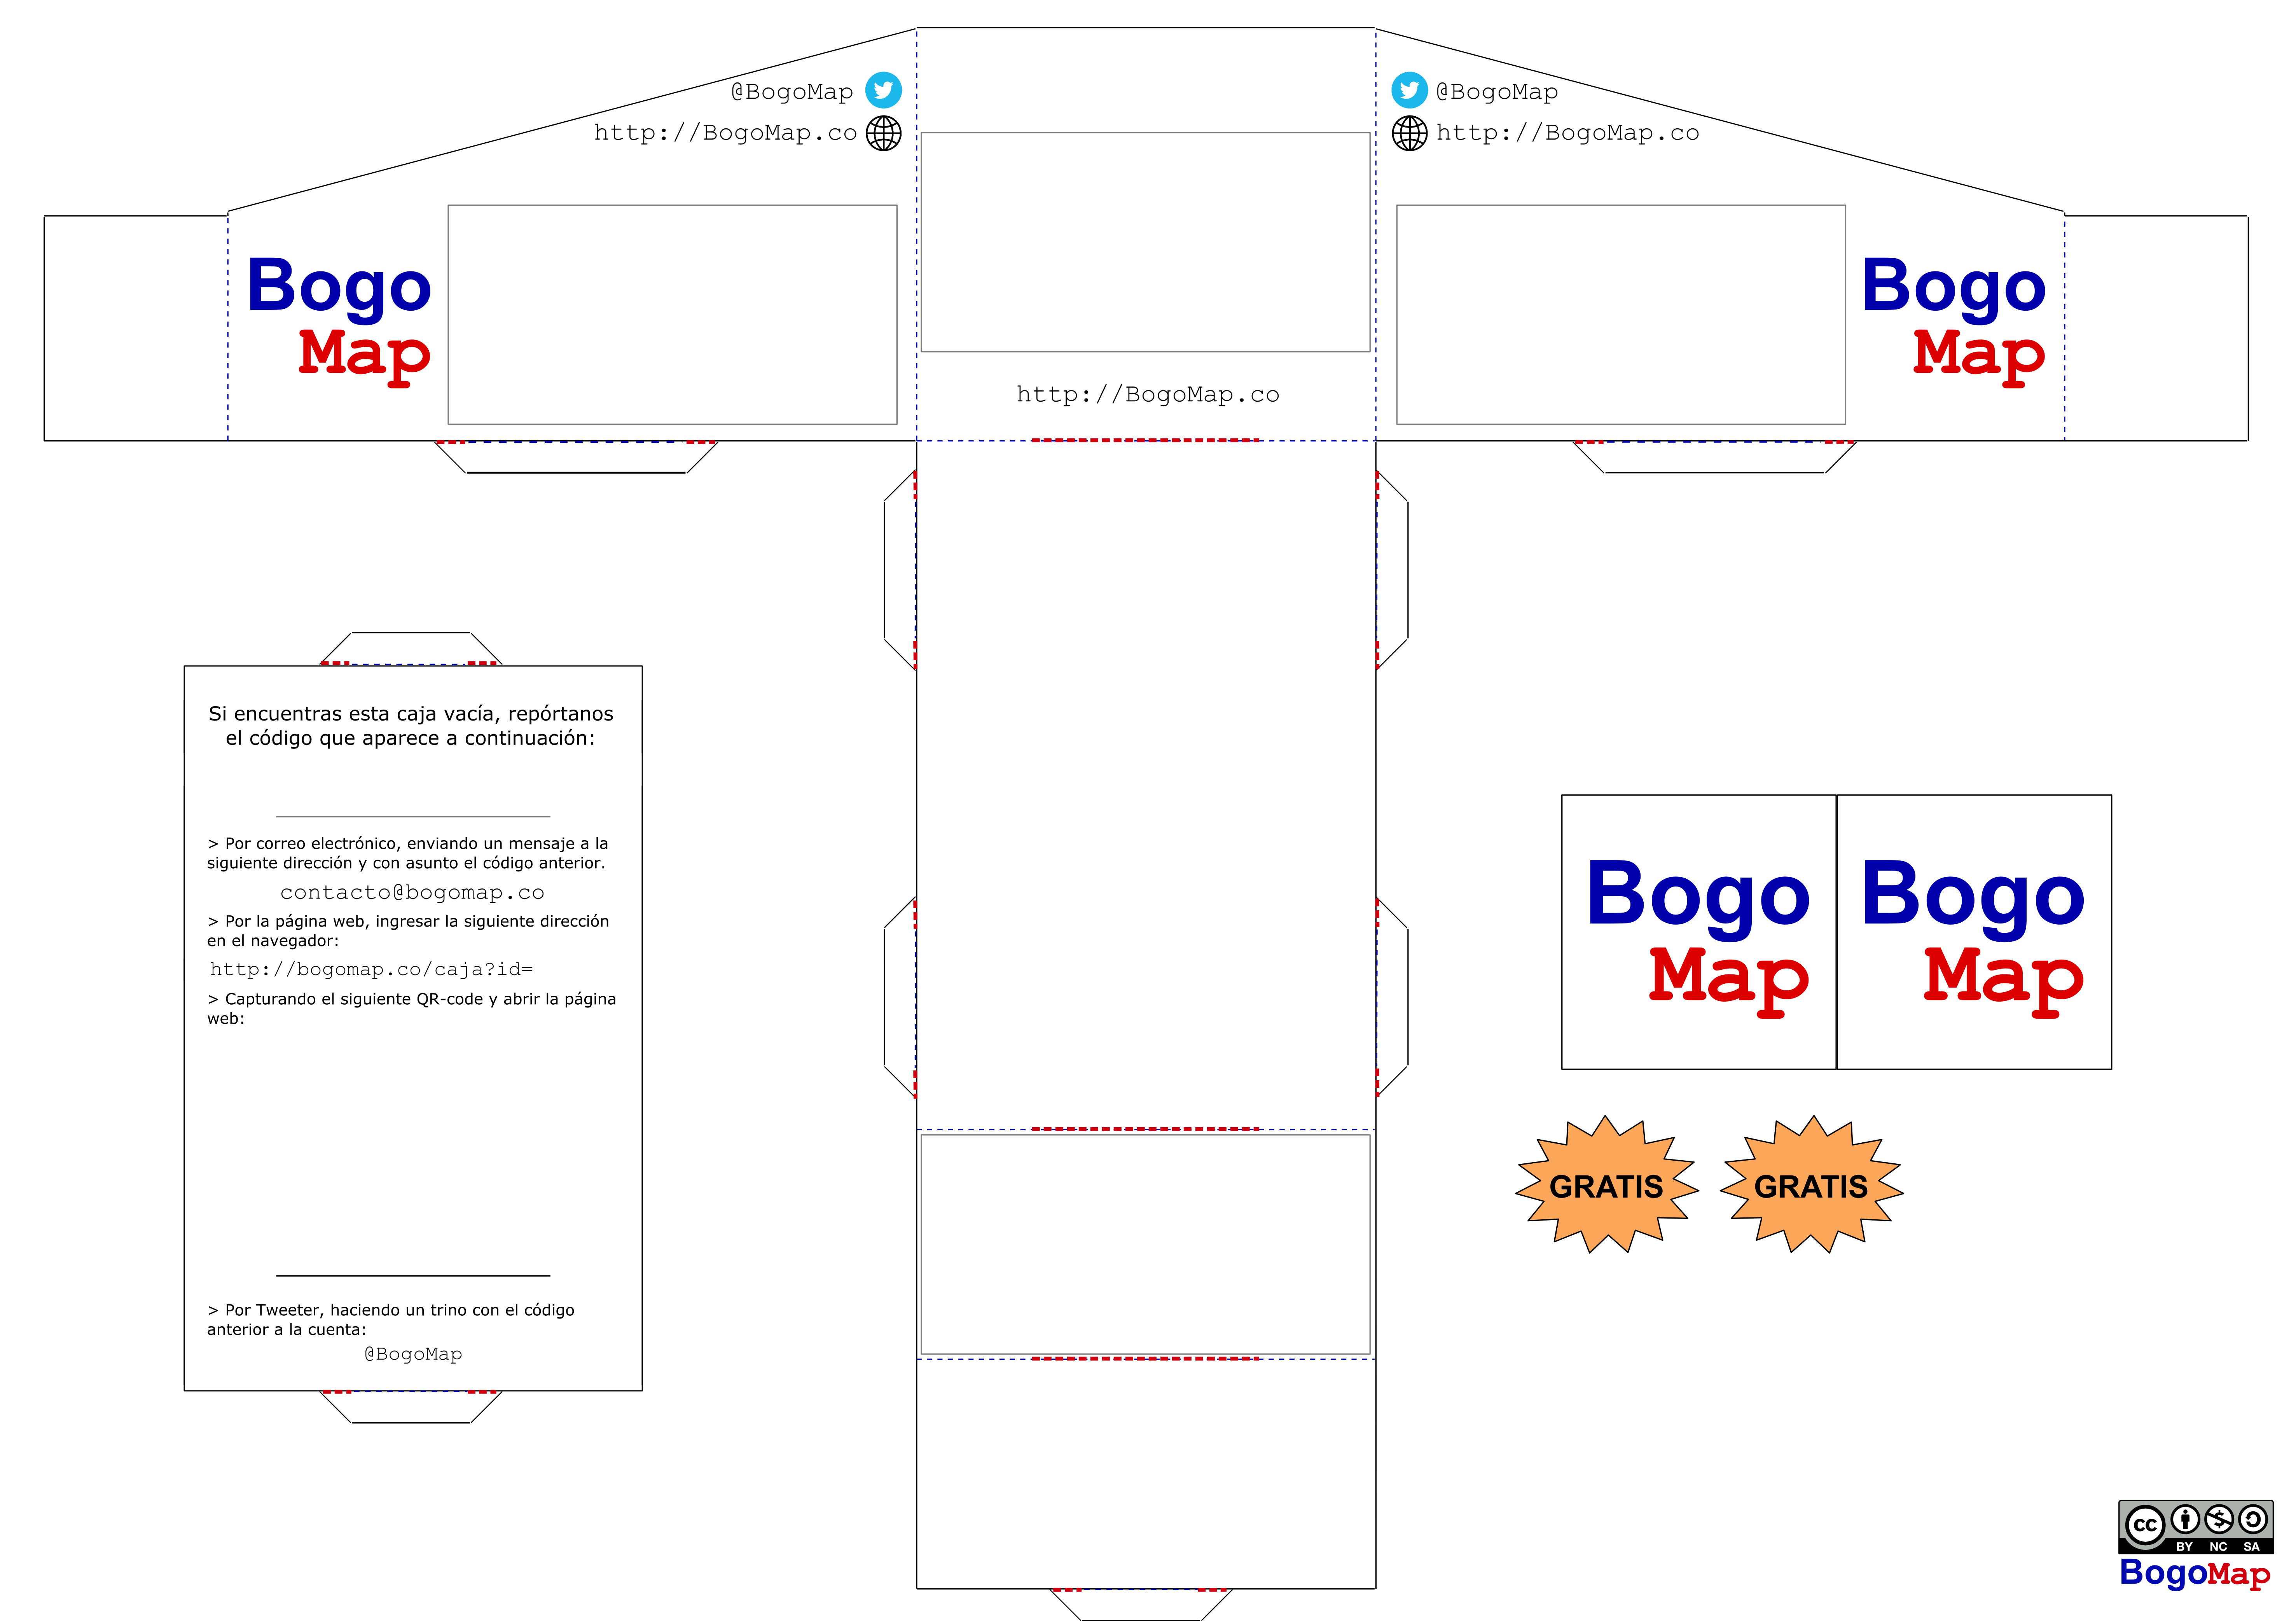 @BogoMap
http://BogoMap.co
@BogoMap
http://BogoMap.co
Bogo
Map
http://BogoMap.co
Bogo
Map
Si encuentras esta caja vacía, repórtanos
el código que aparece a continuación:
> Por correo electrónico, enviando un mensaje a la
siguiente dirección y con asunto el código anterior.
contacto@bogomap.co
> Por la página web, ingresar la siguiente dirección
en el navegador:
http://bogomap.co/caja?id=
> Capturando el siguiente QR-code y abrir la página
web:
> Por Tweeter, haciendo un trino con el código
anterior a la cuenta:
@BogoMap
Bogo
Map
Bogo
Map
GRATIS
GRATIS
cc
BY NC SA
BogoMap